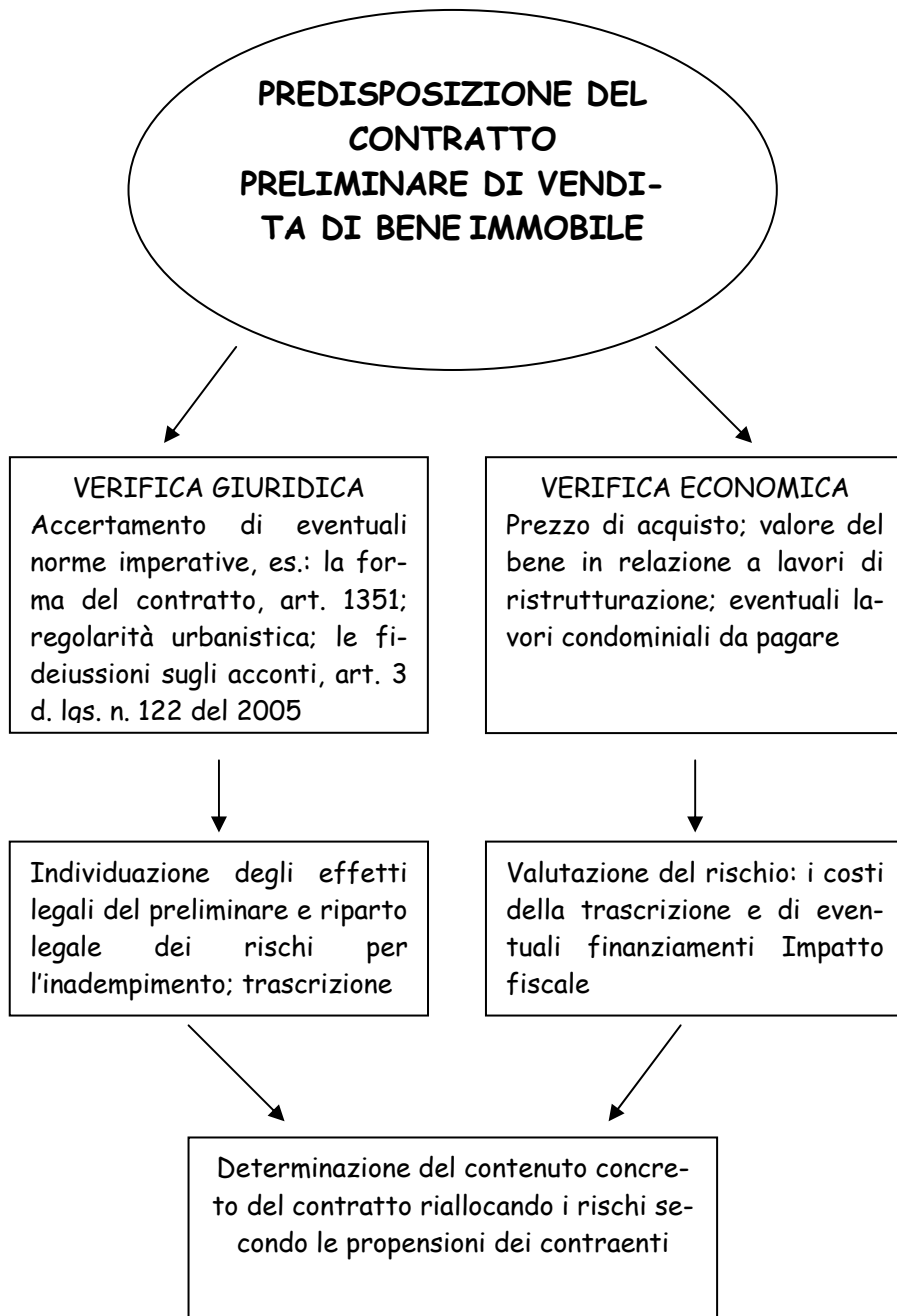 PREDISPOSIZIONE DEL
CONTRATTO
PRELIMINARE DI VENDI-
TA DI BENE IMMOBILE
VERIFICA GIURIDICA
Accertamento di eventuali
norme imperative, es.: la for-
ma del contratto, art. 1351;
regolarità urbanistica; le fi-
deiussioni sugli acconti, art. 3
d. lgs. n. 122 del 2005
VERIFICA ECONOMICA
Prezzo di acquisto; valore del
bene in relazione a lavori di
ristrutturazione; eventuali la-
vori condominiali da pagare
Individuazione degli effetti
legali del preliminare e riparto
legale dei rischi per
l'inadempimento; trascrizione
Valutazione del rischio: i costi
della trascrizione e di even-
tuali finanziamenti Impatto
fiscale
Determinazione del contenuto concre-
to del contratto riallocando i rischi se-
condo le propensioni dei contraenti